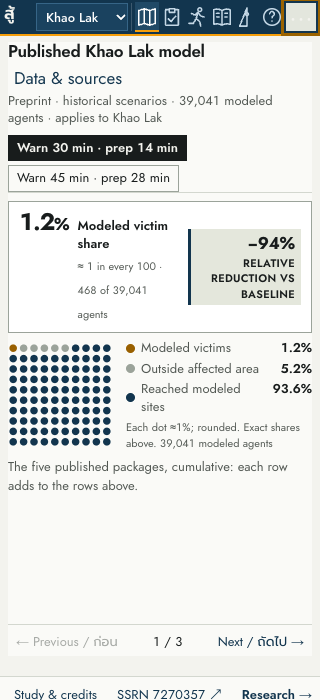 สู้
Khao Lak
Published Khao Lak model
Data & sources
Preprint · historical scenarios · 39,041 modeled
agents · applies to Khao Lak
Warn 30 min · prep 14 min
Warn 45 min · prep 28 min
1.2%
Modeled victim
share
≈ 1 in every 100 ·
468 of 39,041
agents
−94%
RELATIVE
REDUCTION VS
BASELINE
Modeled victims 1.2%
Outside affected area 5.2%
Reached modeled 93.6%
sites
Each dot ≈1%; rounded. Exact shares
above. 39,041 modeled agents
The five published packages, cumulative: each row
adds to the rows above.
← Previous / ก่อน 1 / 3 Next / ถัดไป →
Study & credits SSRN 7270357 ↗ Research →